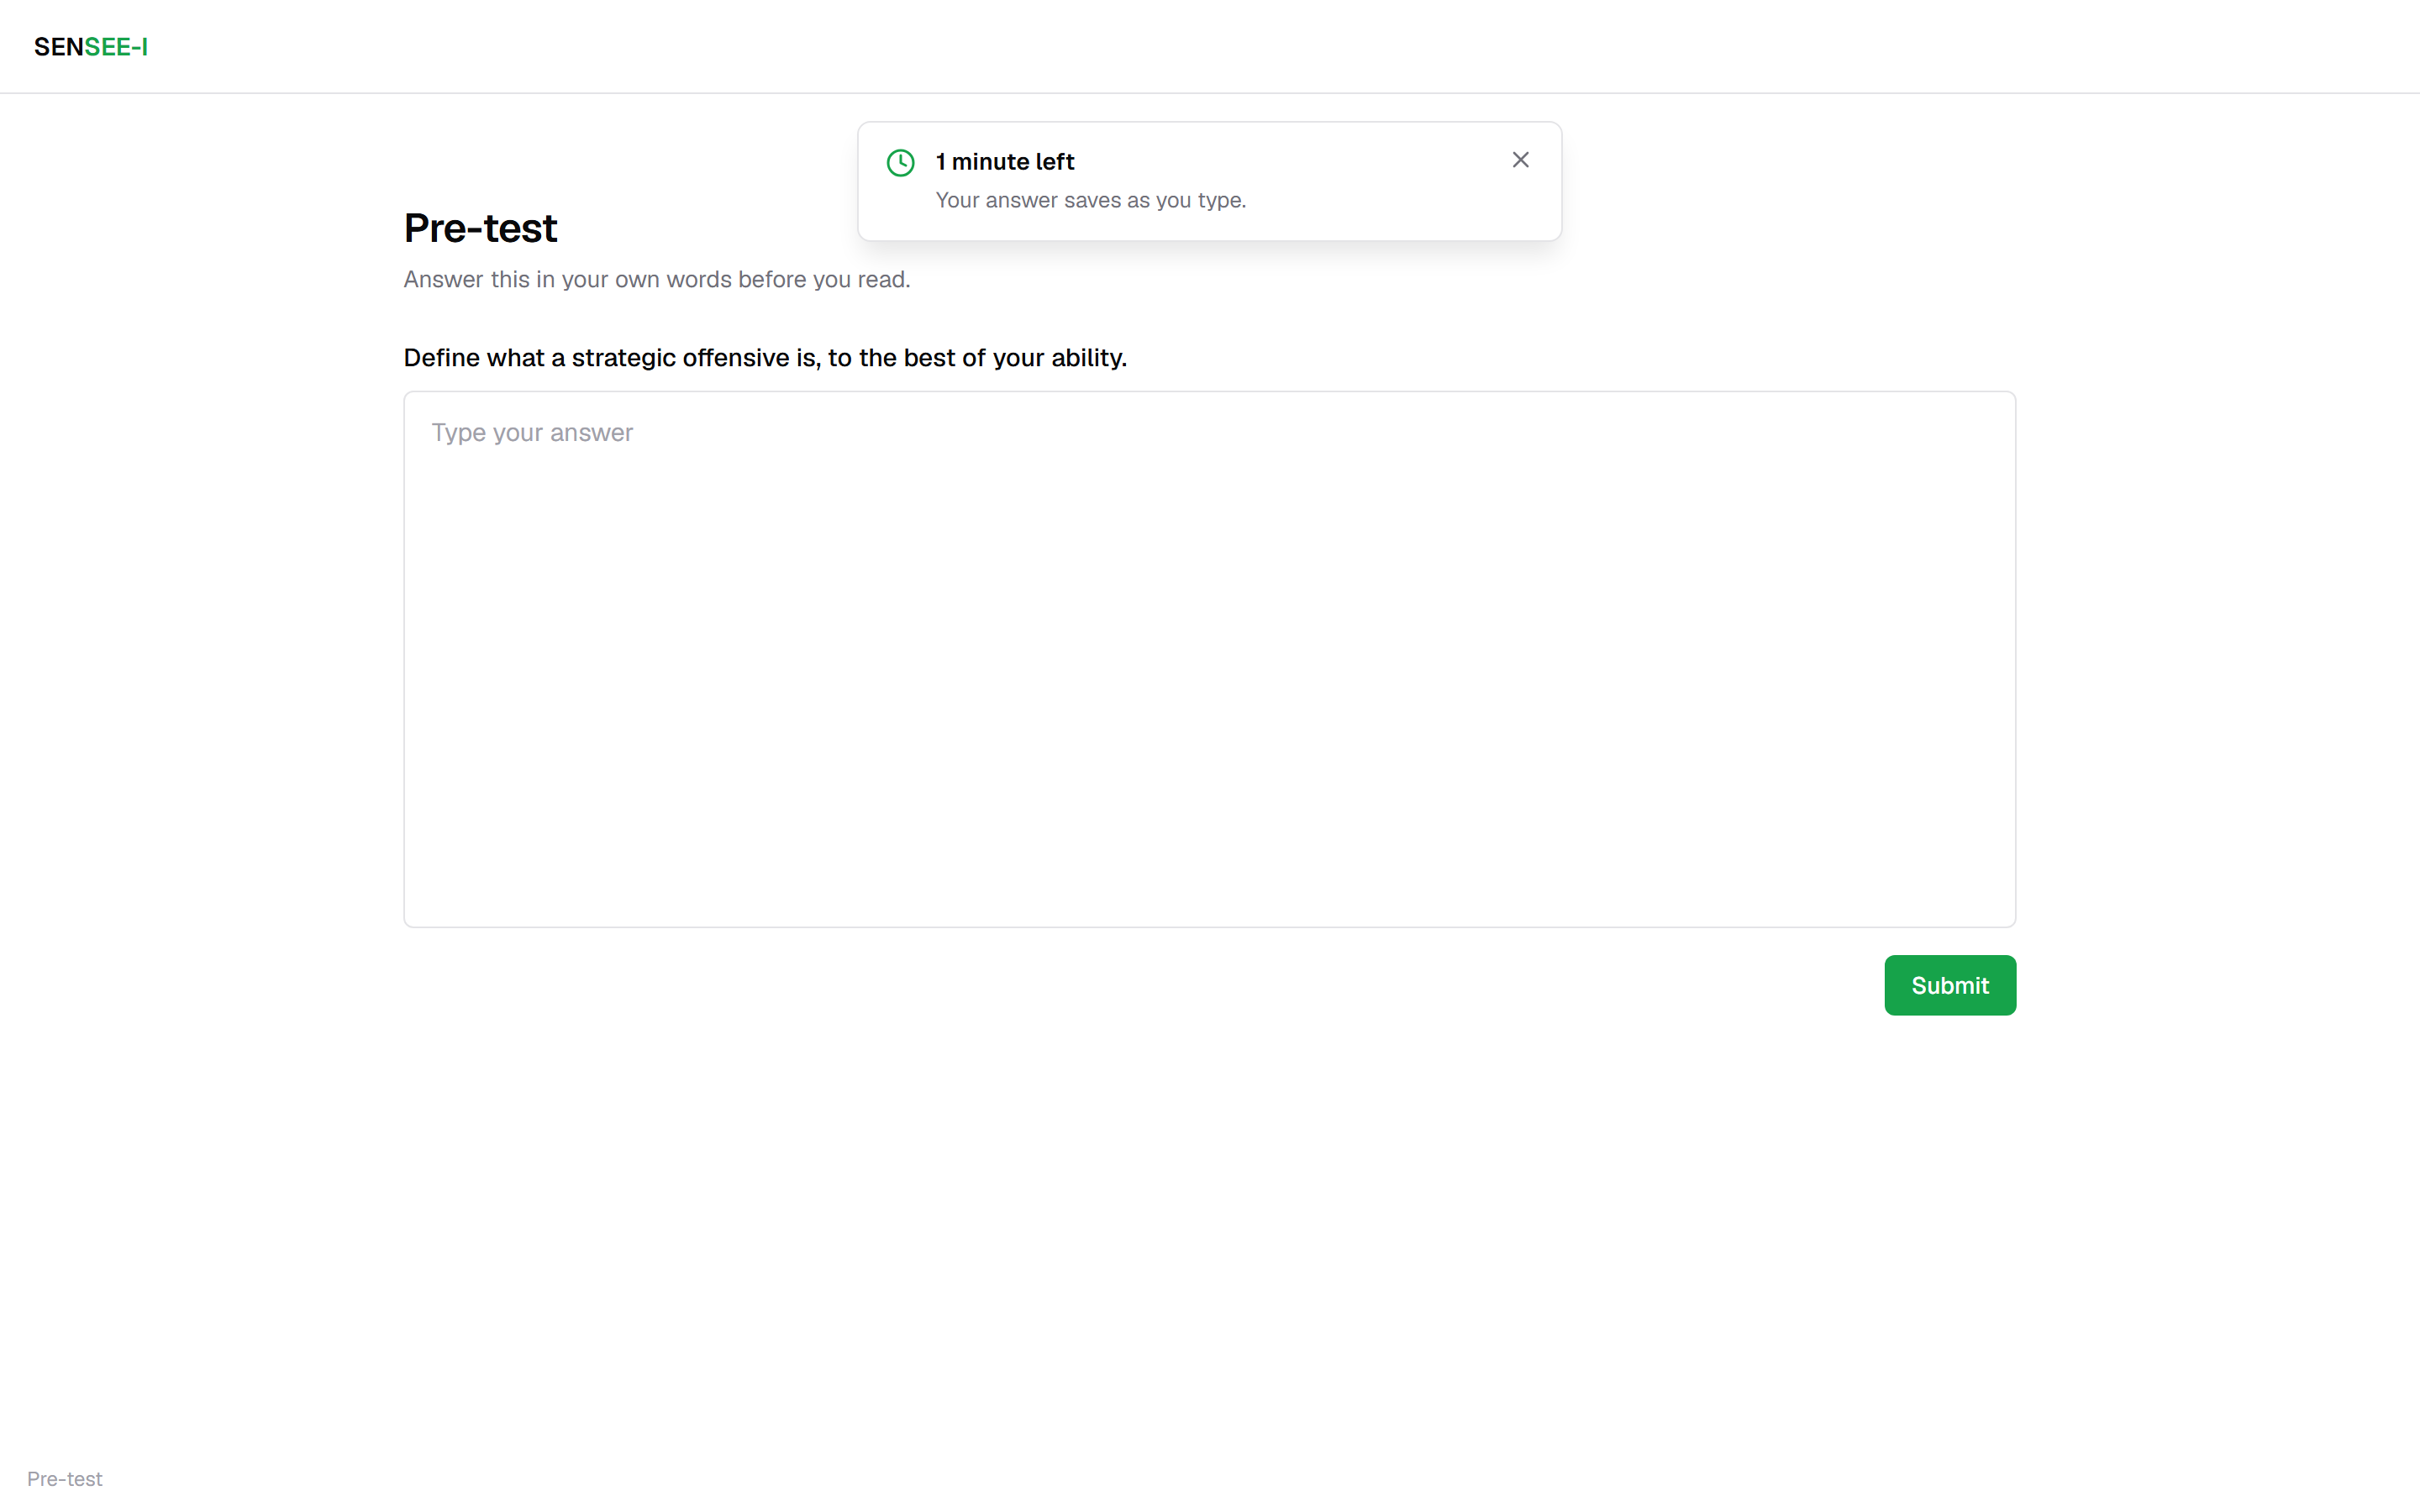 SENSEE-I
1 minute left
Your answer saves as you type.
Pre-test
Answer this in your own words before you read.
Define what a strategic offensive is, to the best of your ability.
Type your answer
Submit
Pre-test